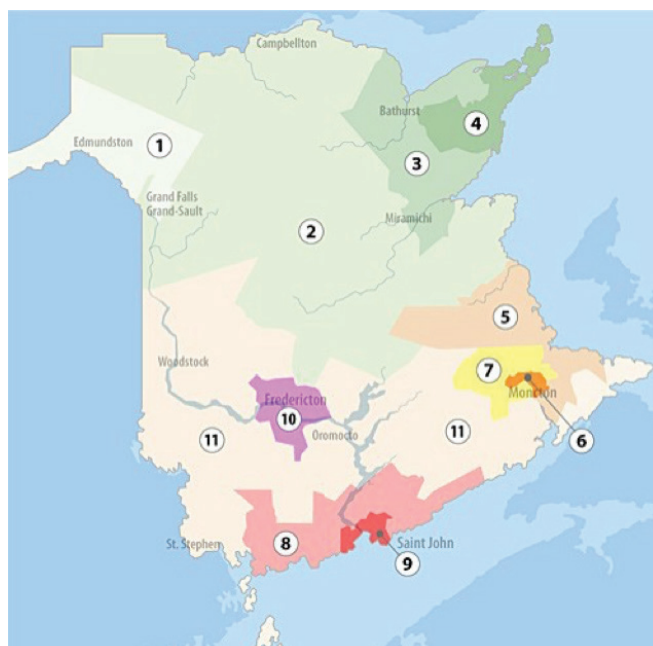 Campbellton
Bathurst
4
Edmundston
1
3
Grand Falls
Grand-Sault
Miramichi
2
5
Woodstock
7
Moncton
Fredericton
10
Oromocto
11
11
6
St. Stephen
8
Saint John
9